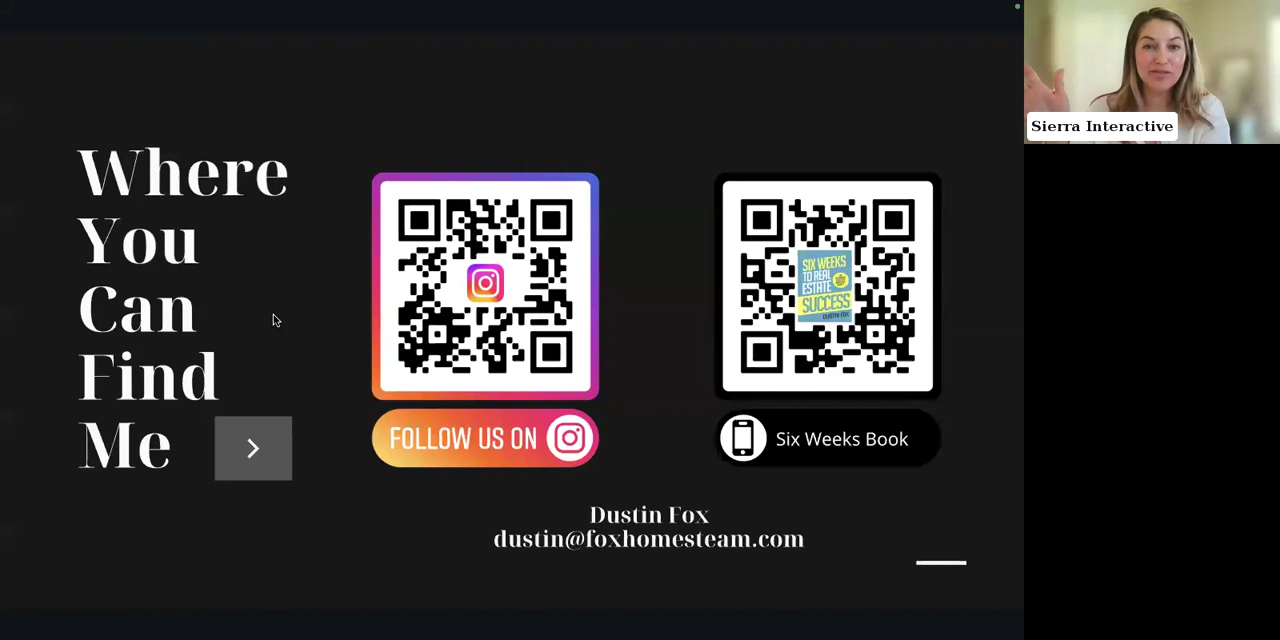 Where
You
Can
Find
Me
SIX WEEKS
TO REAL
ESTATE
SUCCESS
DUSTIN FOX
FOLLOW US ON
Six Weeks Book
Dustin Fox
dustin@foxhomesteam.com
Sierra Interactive